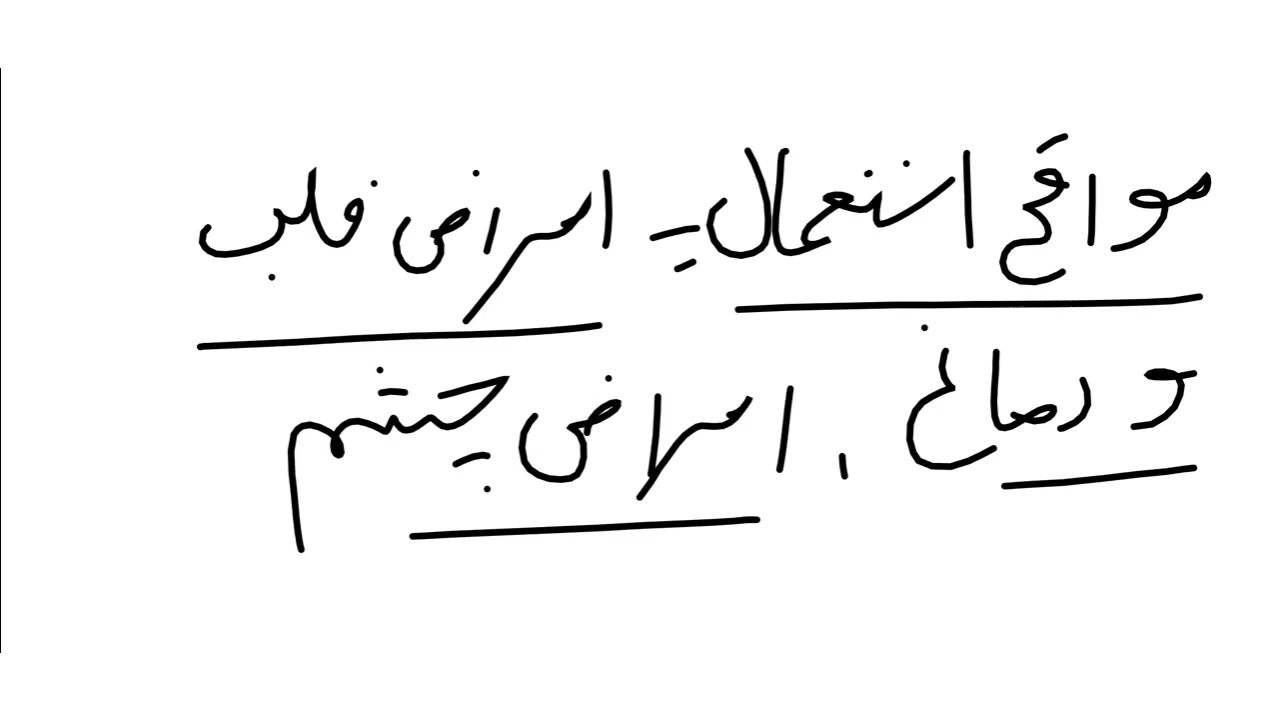 مواقع استعمال۔ امراض قلب
و دماغ ، امراض چشم